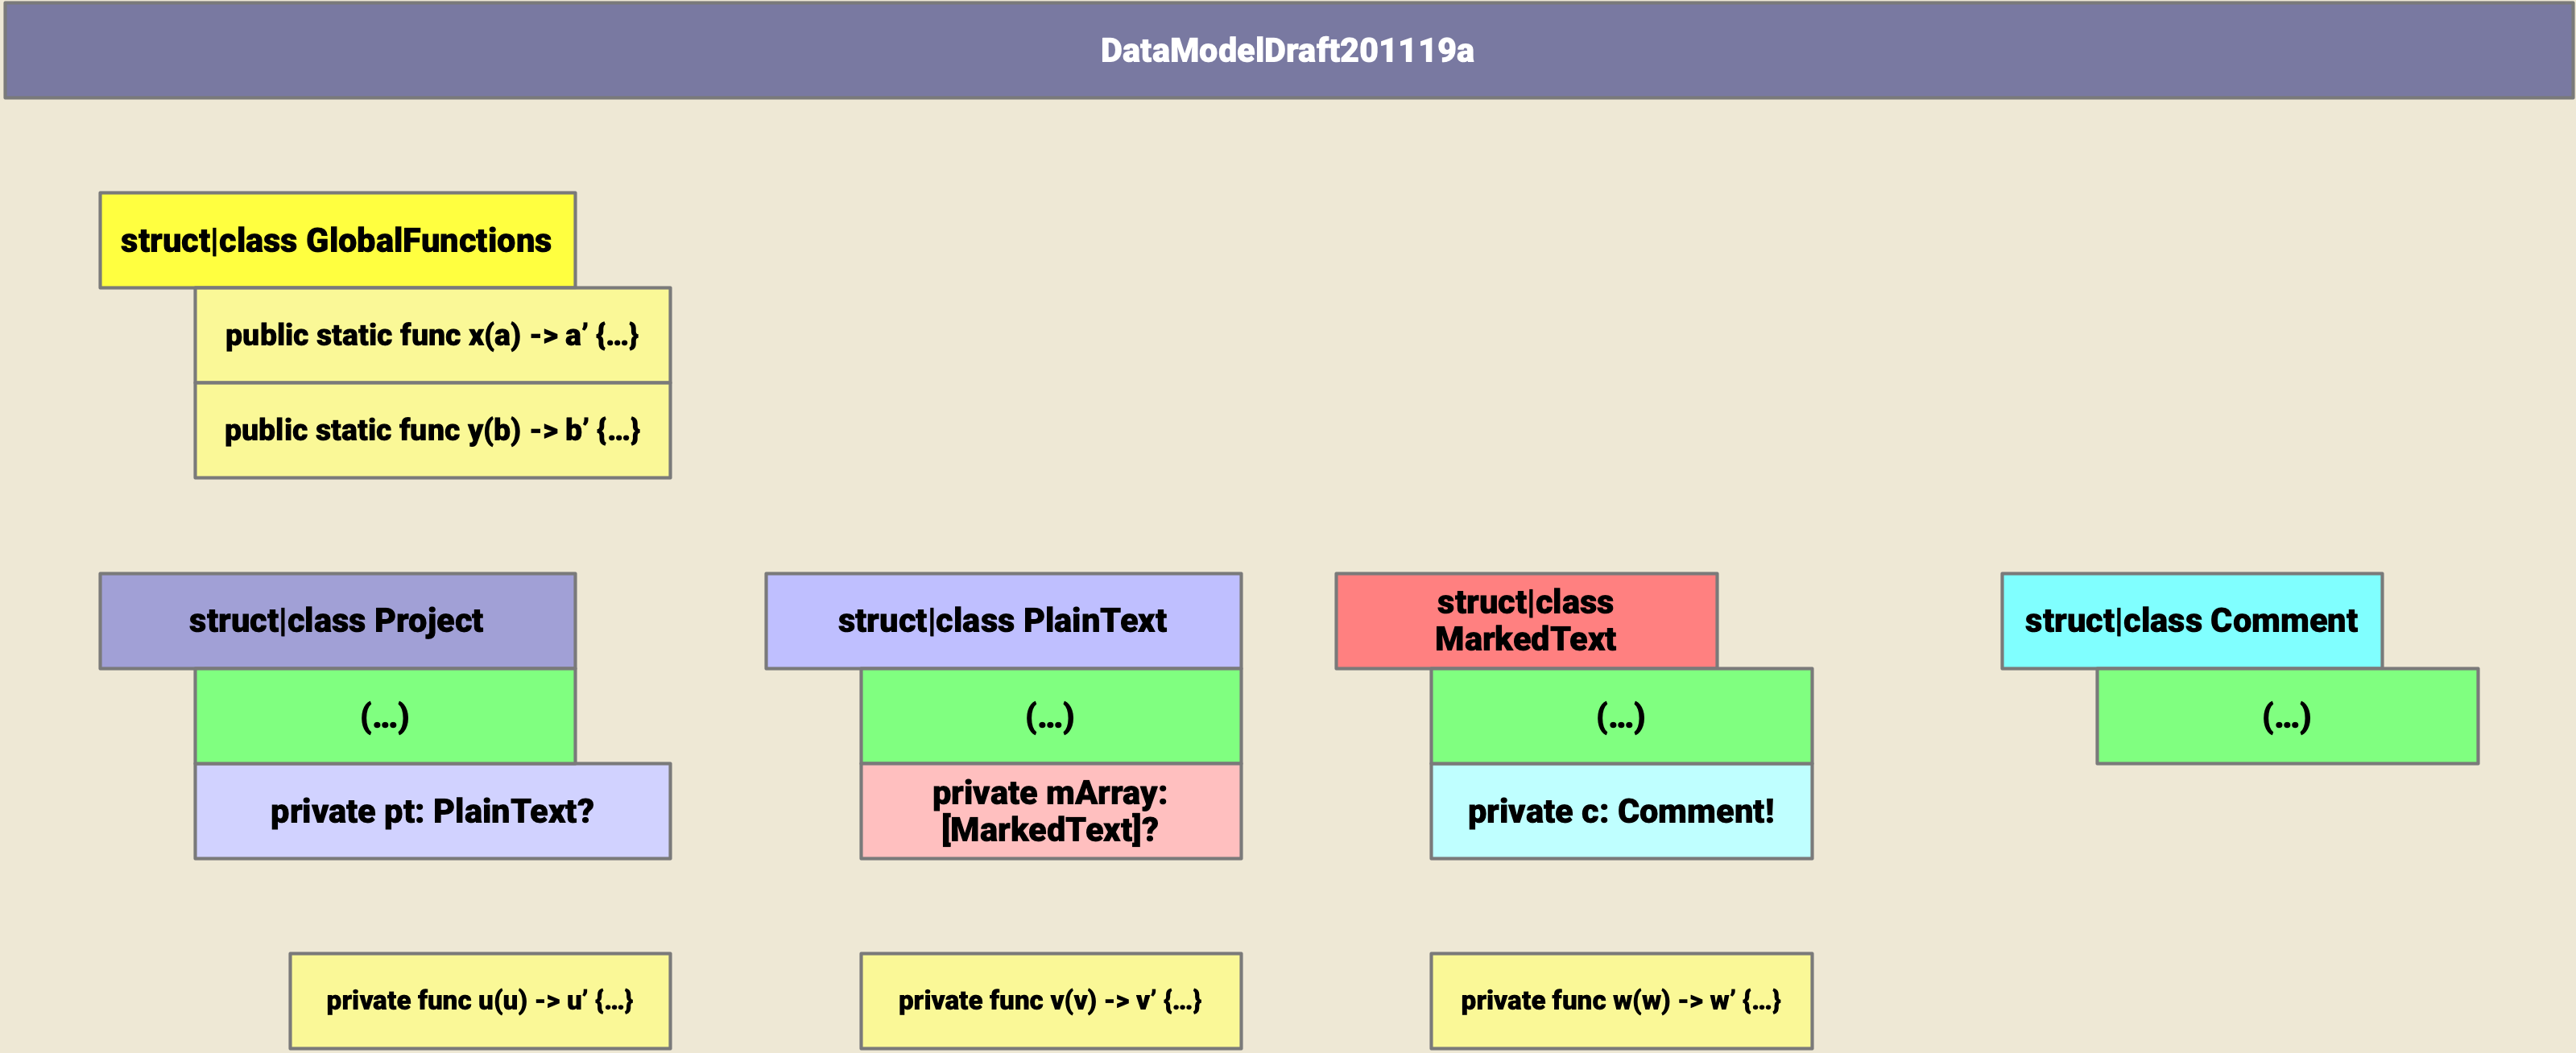 DataModelDraft201119a
struct|class GlobalFunctions
public static func x(a) -> a’ {...}
public static func y(b) -> b’ {...}
struct|class Project
(...)
private pt: PlainText?
private func u(u) -> u’ {...}
struct|class PlainText
(...)
private mArray:
[MarkedText]?
private func v(v) -> v’ {...}
struct|class
MarkedText
(...)
private c: Comment!
private func w(w) -> w’ {...}
struct|class Comment
(...)